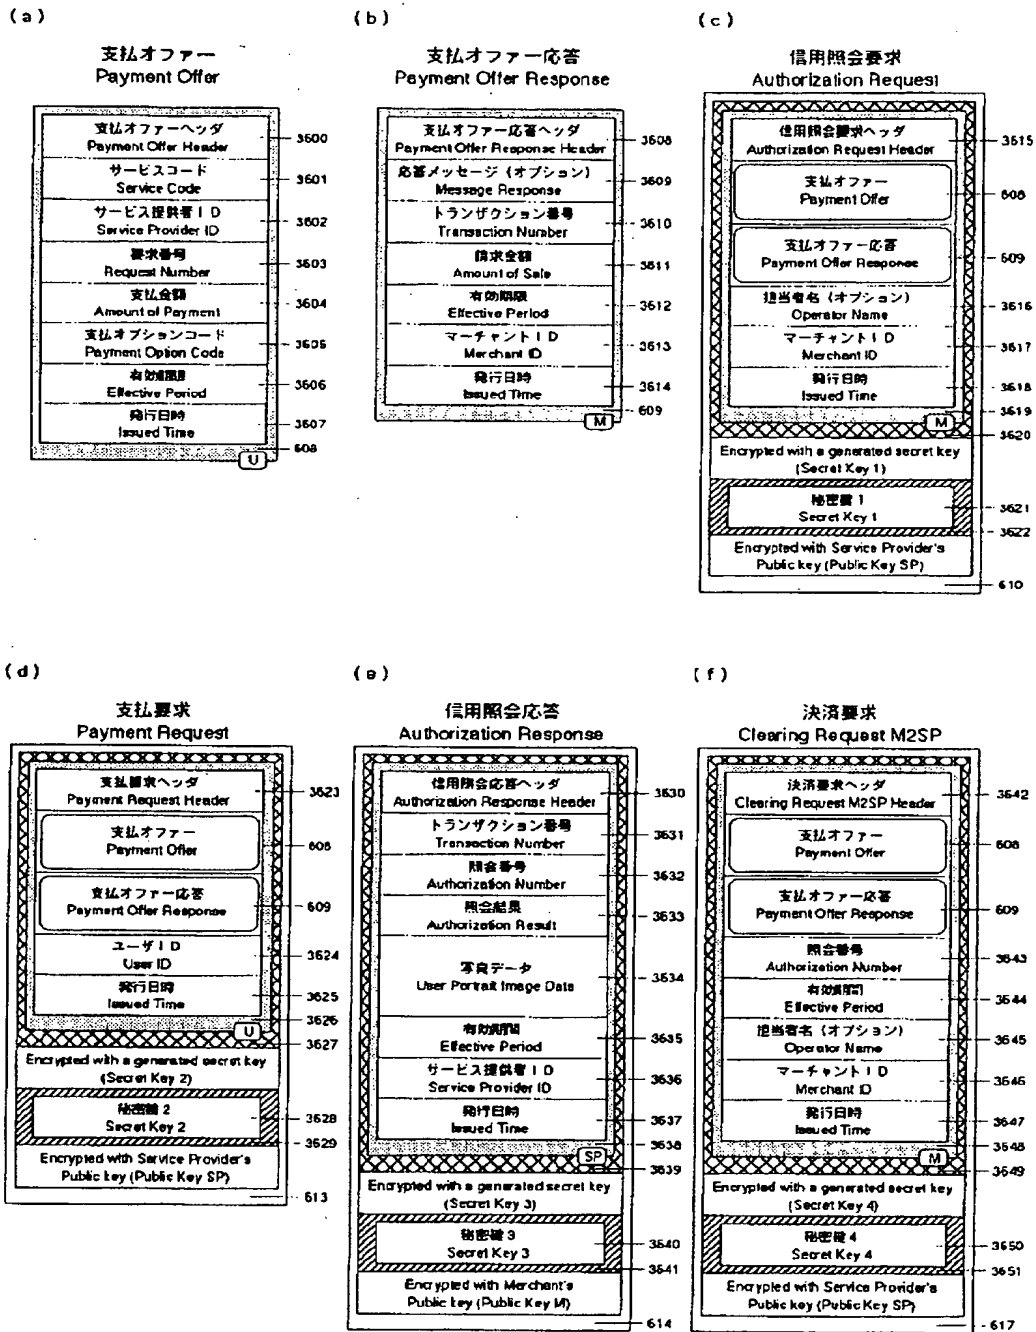 (a)
支払オファー
Payment Offer
支払オファーヘッダ
Payment Offer Header
3600
サービスコード
Service Code
3601
サービス提供者ID
Service Provider ID
3602
要求番号
Request Number
3603
支払金額
Amount of Payment
3604
支払オプションコード
Payment Option Code
3605
有効期間
Effective Period
3606
発行日時
Issued Time
3607
608
U
(b)
支払オファー応答
Payment Offer Response
支払オファー応答ヘッダ
Payment Offer Response Header
3608
応答メッセージ(オプション)
Message Response
3609
トランザクション番号
Transaction Number
3610
請求金額
Amount of Sale
3611
有効期限
Effective Period
3612
マーチャントID
Merchant ID
3613
発行日時
Issued Time
3614
609
M
(c)
信用照会要求
Authorization Request
信用照会要求ヘッダ
Authorization Request Header
3615
支払オファー
Payment Offer
608
支払オファー応答
Payment Offer Response
609
担当者名(オプション)
Operator Name
3616
マーチャントID
Merchant ID
3617
発行日時
Issued Time
3618
3619
M
3620
Encrypted with a generated secret key
(Secret Key 1)
秘密鍵1
Secret Key 1
3621
3622
Encrypted with Service Provider's
Public key (Public Key SP)
610
(d)
支払要求
Payment Request
支払要求ヘッダ
Payment Request Header
3623
支払オファー
Payment Offer
608
支払オファー応答
Payment Offer Response
609
ユーザID
User ID
3624
発行日時
Issued Time
3625
3626
U
3627
Encrypted with a generated secret key
(Secret Key 2)
秘密鍵2
Secret Key 2
3628
3629
Encrypted with Service Provider's
Public key (Public Key SP)
613
(e)
信用照会応答
Authorization Response
信用照会応答ヘッダ
Authorization Response Header
3630
トランザクション番号
Transaction Number
3631
照会番号
Authorization Number
3632
照会結果
Authorization Result
3633
写真データ
User Portrait Image Data
3634
有効期間
Effective Period
3635
サービス提供者ID
Service Provider ID
3636
発行日時
Issued Time
3637
3638
SP
3639
Encrypted with a generated secret key
(Secret Key 3)
秘密鍵3
Secret Key 3
3640
3641
Encrypted with Merchant's
Public key (Public Key M)
614
(f)
決済要求
Clearing Request M2SP
決済要求ヘッダ
Clearing Request M2SP Header
3642
支払オファー
Payment Offer
608
支払オファー応答
Payment Offer Response
609
照会番号
Authorization Number
3643
有効期間
Effective Period
3644
担当者名(オプション)
Operator Name
3645
マーチャントID
Merchant ID
3646
発行日時
Issued Time
3647
3648
M
3649
Encrypted with a generated secret key
(Secret Key 4)
秘密鍵4
Secret Key 4
3650
3651
Encrypted with Service Provider's
Public key (Public Key SP)
617